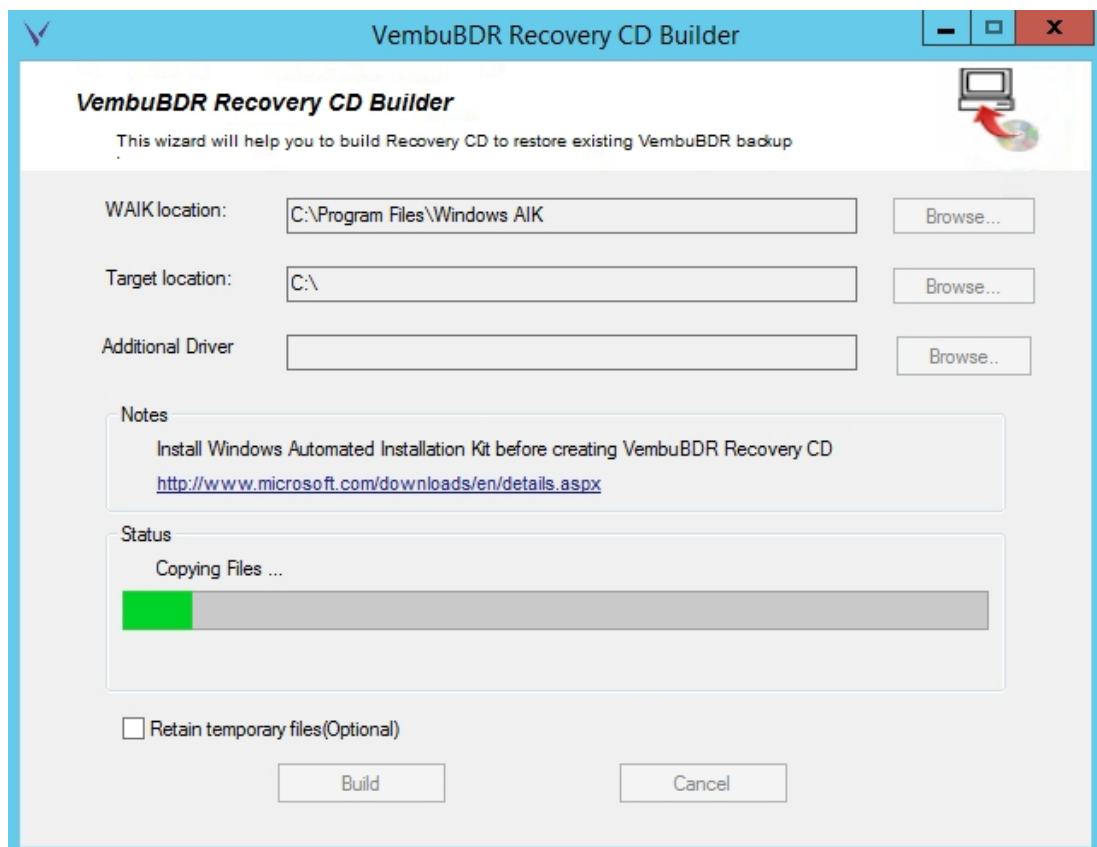 VembuBDR Recovery CD Builder
x
VembuBDR Recovery CD Builder
This wizard will help you to build Recovery CD to restore existing VembuBDR backup
.
WAIK location:
C:\Program Files\Windows AIK
Browse...
Target location:
C:\
Browse...
Additional Driver
Browse..
Notes
Install Windows Automated Installation Kit before creating VembuBDR Recovery CD
http://www.microsoft.com/downloads/en/details.aspx
Status
Copying Files ...
Retain temporary files(Optional)
Build
Cancel